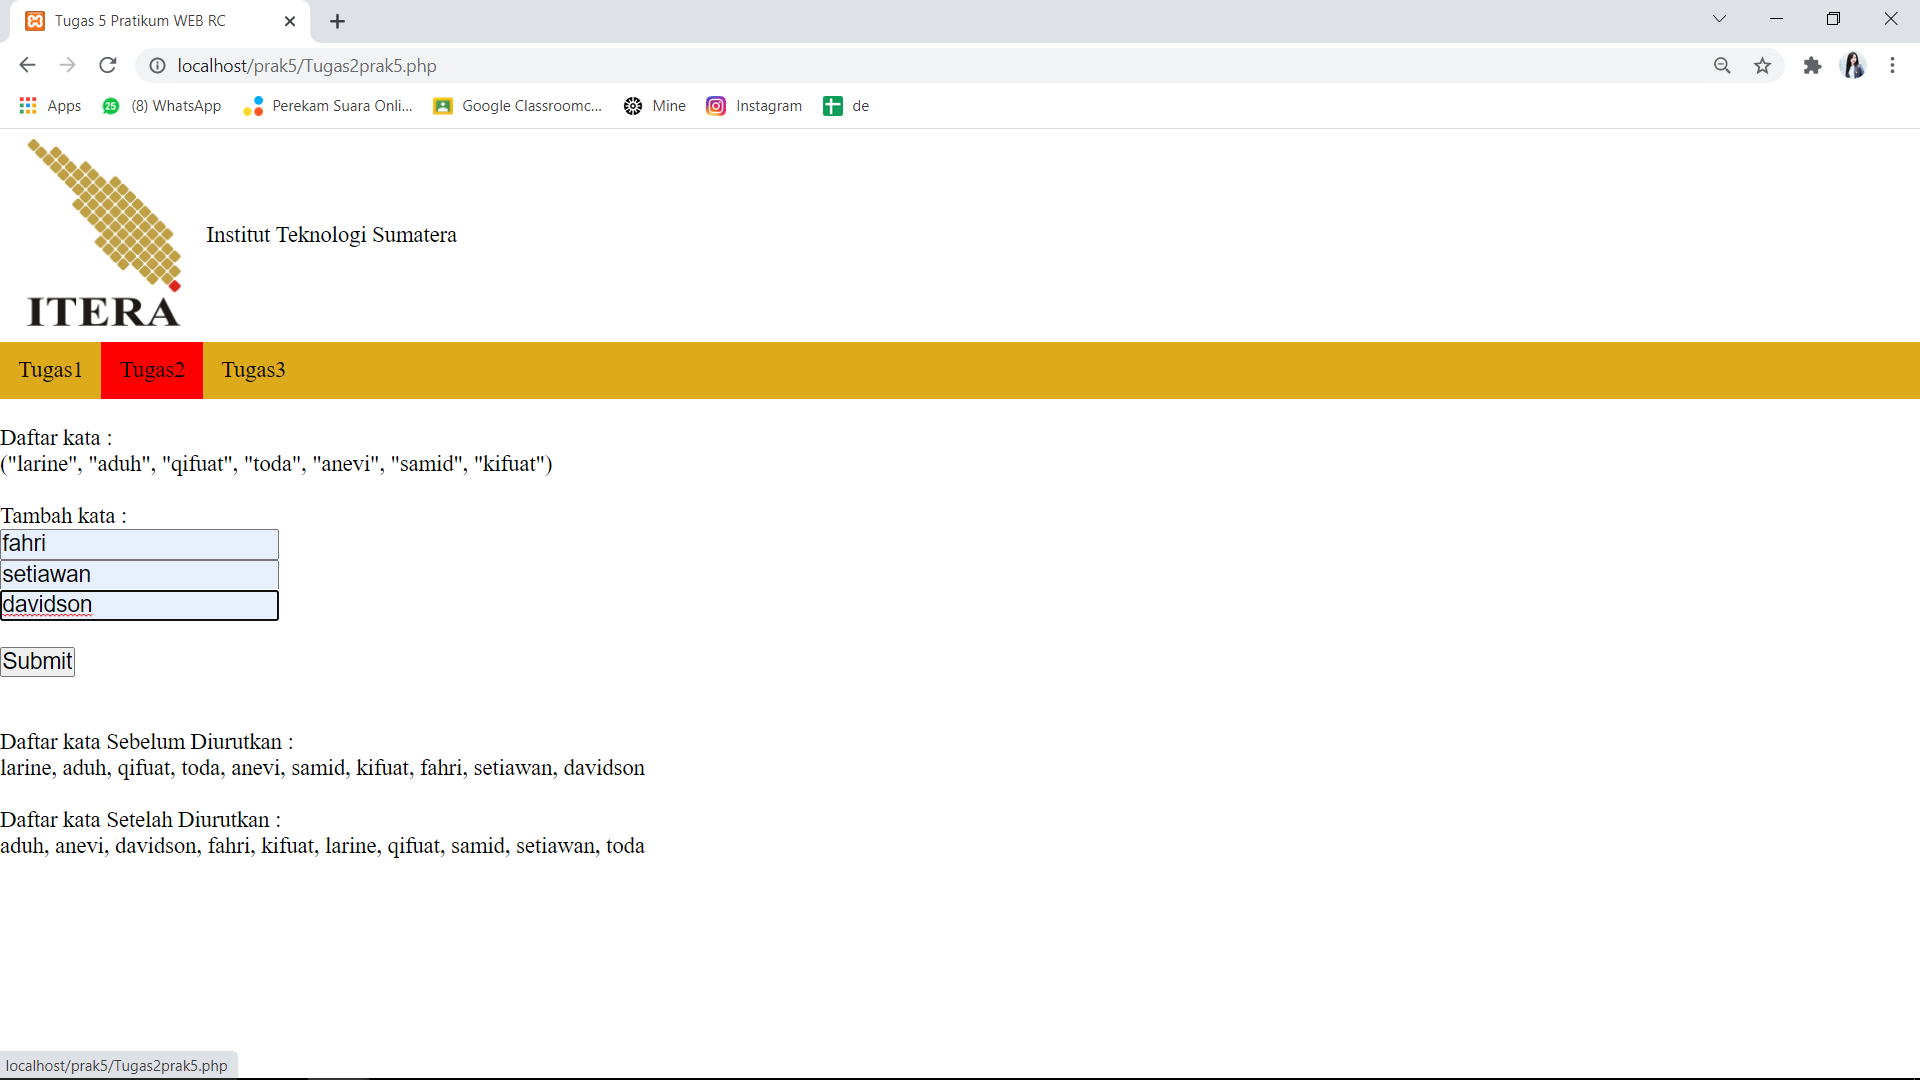 Tugas 5 Pratikum WEB RC
localhost/prak5/Tugas2prak5.php
Apps
25
(8) WhatsApp
Perekam Suara Onli...
Google Classroomc...
Mine
Instagram
de
Institut Teknologi Sumatera
ITERA
Tugas1 Tugas2 Tugas3
Daftar kata :
("larine", "aduh", "qifuat", "toda", "anevi", "samid", "kifuat")
Tambah kata :
fahri
setiawan
davidson
Submit
Daftar kata Sebelum Diurutkan :
larine, aduh, qifuat, toda, anevi, samid, kifuat, fahri, setiawan, davidson
Daftar kata Setelah Diurutkan :
aduh, anevi, davidson, fahri, kifuat, larine, qifuat, samid, setiawan, toda
localhost/prak5/Tugas2prak5.php